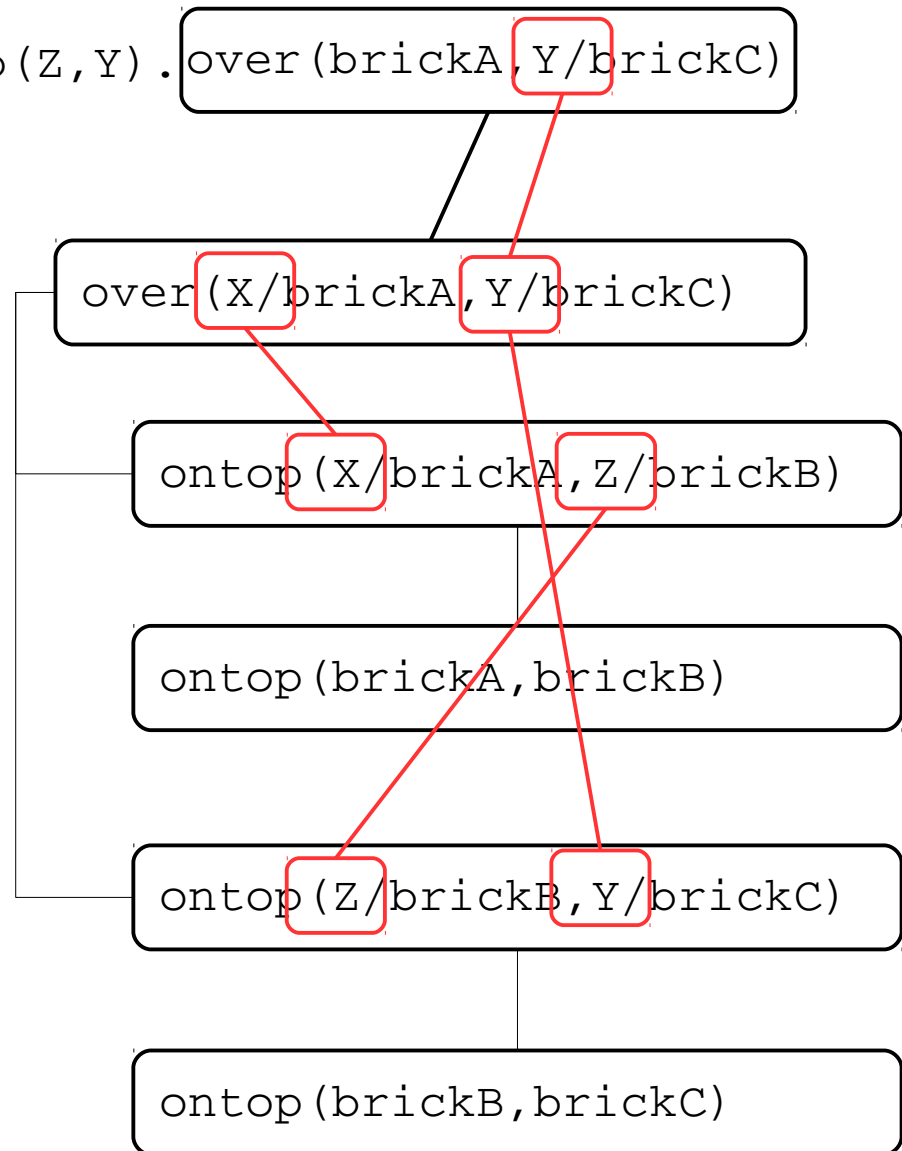 (Z,Y). over(brickA,Y/brickC)
over(X/brickA,Y/brickC)
ontop(X/brickA,Z/brickB)
ontop(brickA,brickB)
ontop(Z/brickB,Y/brickC)
ontop(brickB,brickC)